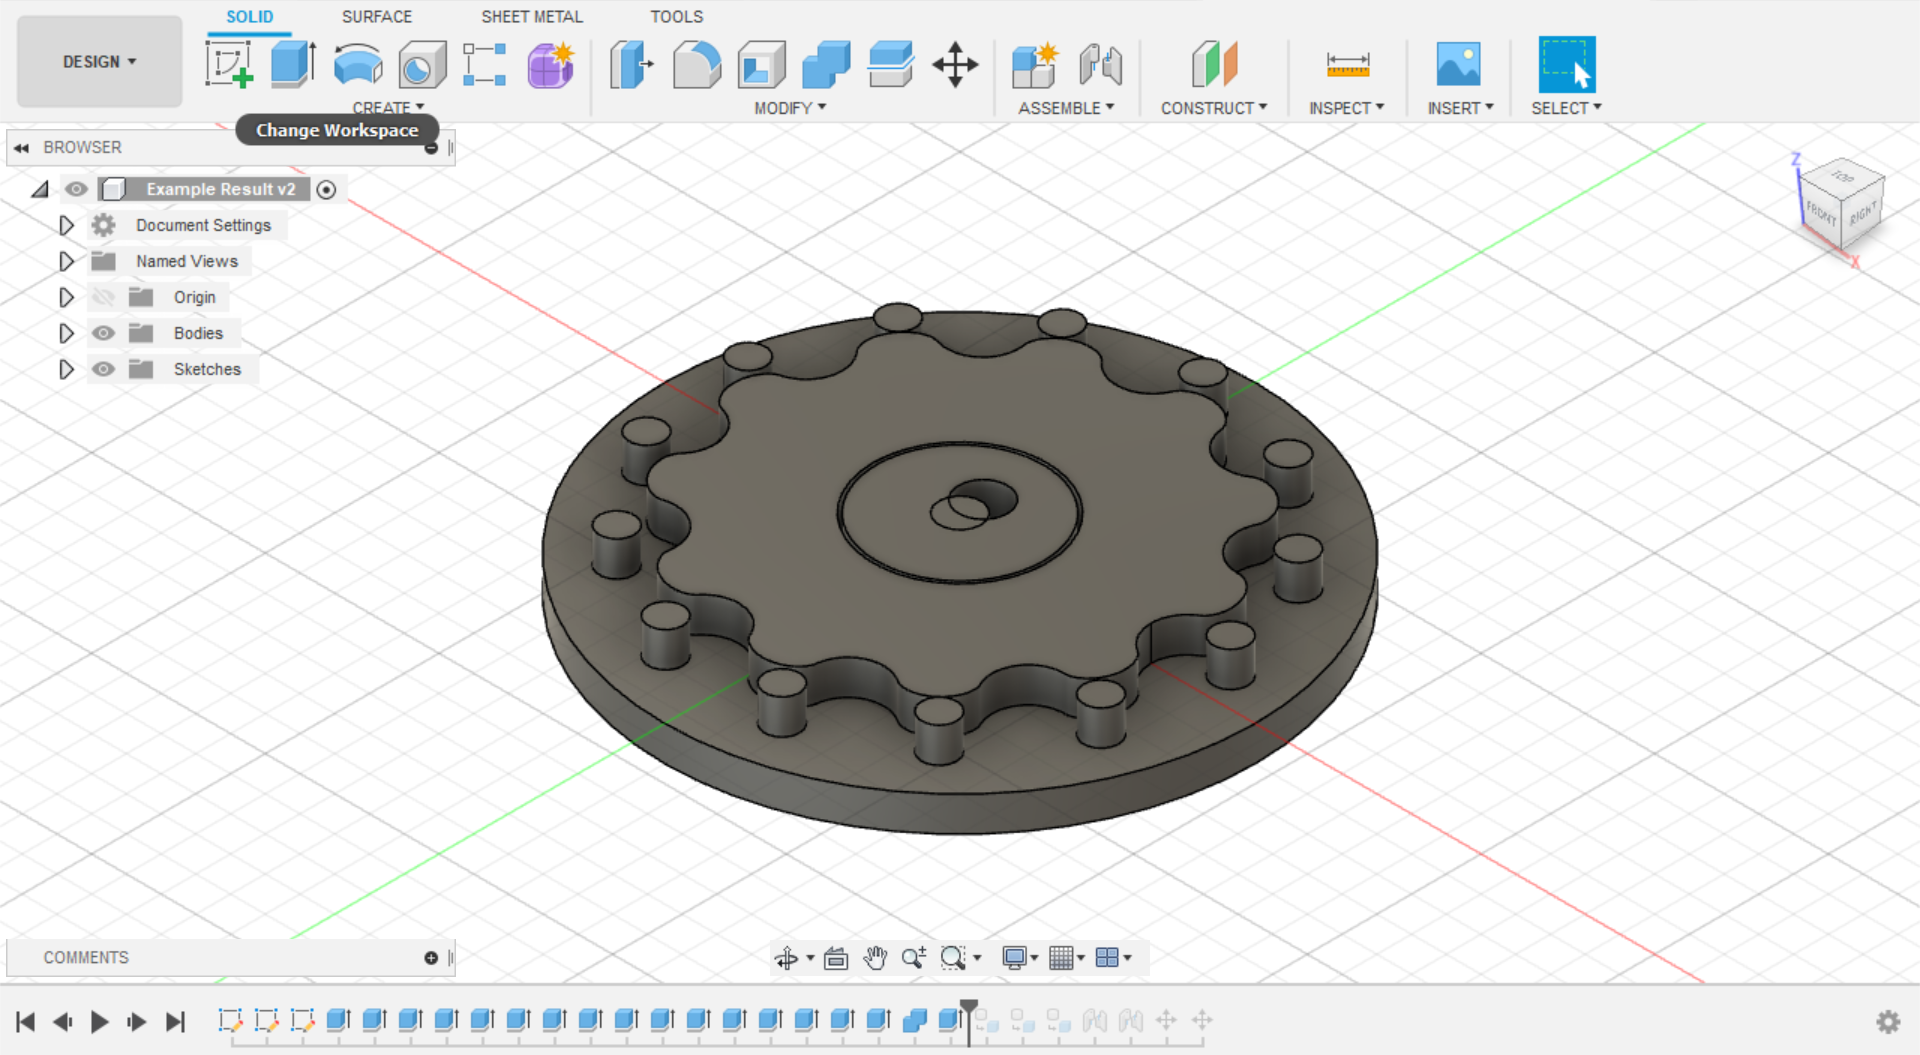 SOLID SURFACE SHEET METAL TOOLS
DESIGN
CREATE MODIFY ASSEMBLE CONSTRUCT INSPECT INSERT SELECT
Change Workspace
BROWSER
Example Result v2
Document Settings
Named Views
Origin
Bodies
Sketches
Z
TOP
FRONT RIGHT
X
COMMENTS